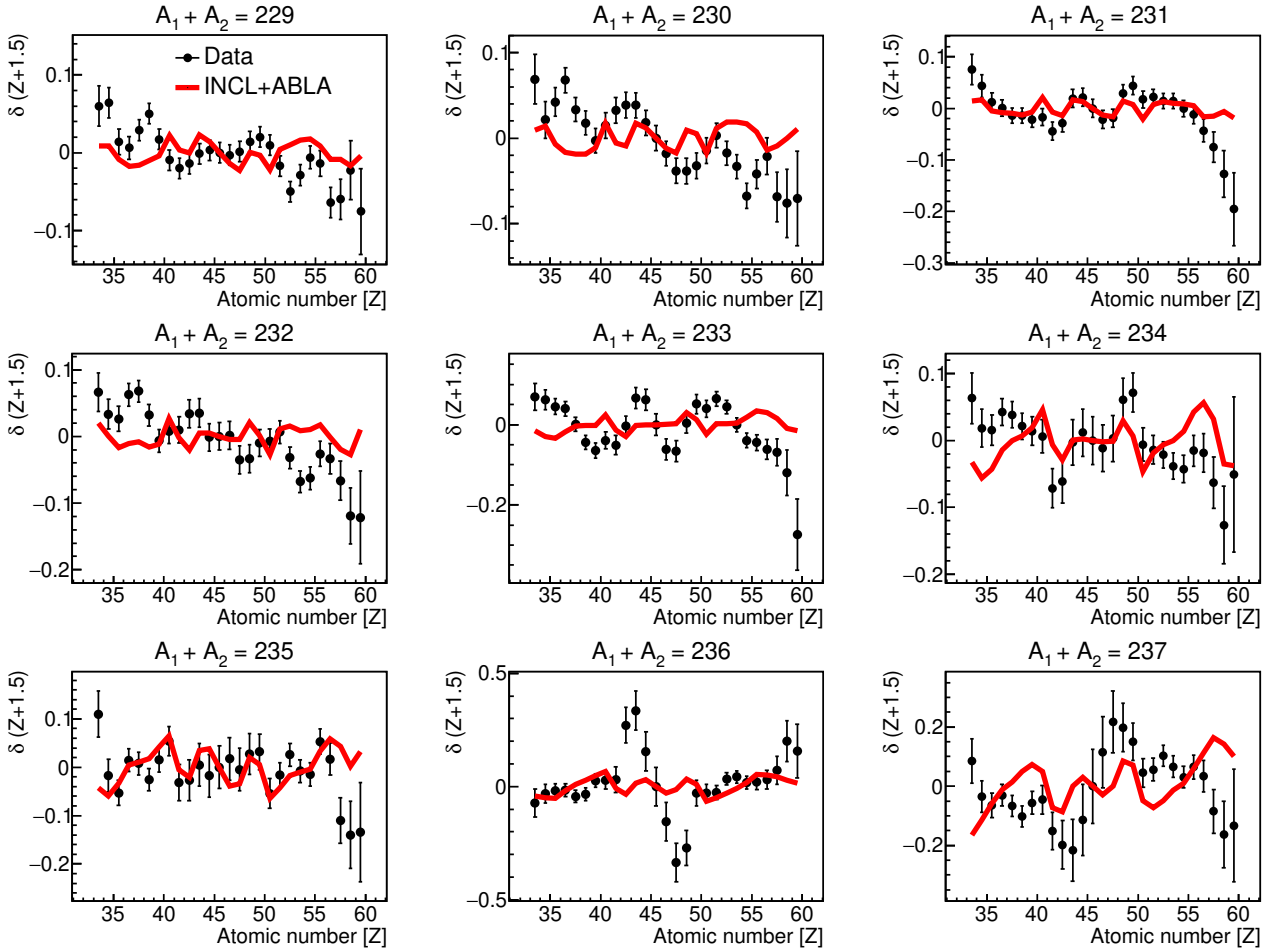 A₁ + A₂ = 229
δ (Z+1.5)
0.1
0
−0.1
Data
INCL+ABLA
35 40 45 50 55 60
Atomic number [Z]
A₁ + A₂ = 230
δ (Z+1.5)
0.1
0
−0.1
35 40 45 50 55 60
Atomic number [Z]
A₁ + A₂ = 231
δ (Z+1.5)
0.1
0
−0.1
−0.2
−0.3
35 40 45 50 55 60
Atomic number [Z]
A₁ + A₂ = 232
δ (Z+1.5)
0.1
0
−0.1
−0.2
35 40 45 50 55 60
Atomic number [Z]
A₁ + A₂ = 233
δ (Z+1.5)
0
−0.2
35 40 45 50 55 60
Atomic number [Z]
A₁ + A₂ = 234
δ (Z+1.5)
0.1
0
−0.1
−0.2
35 40 45 50 55 60
Atomic number [Z]
A₁ + A₂ = 235
δ (Z+1.5)
0.1
0
−0.2
35 40 45 50 55 60
Atomic number [Z]
A₁ + A₂ = 236
δ (Z+1.5)
0.5
0
−0.5
35 40 45 50 55 60
Atomic number [Z]
A₁ + A₂ = 237
δ (Z+1.5)
0.2
0
−0.2
35 40 45 50 55 60
Atomic number [Z]